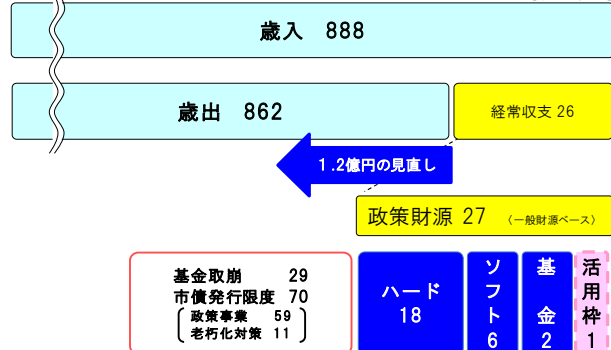 歳入 888
歳出 862
経常収支 26
1.2億円の見直し
政策財源 27 (一般財源ベース)
基金取崩 29
市債発行限度 70
政策事業 59
老朽化対策 11
ハード
18
ソフト
6
基金
2
活用枠
1